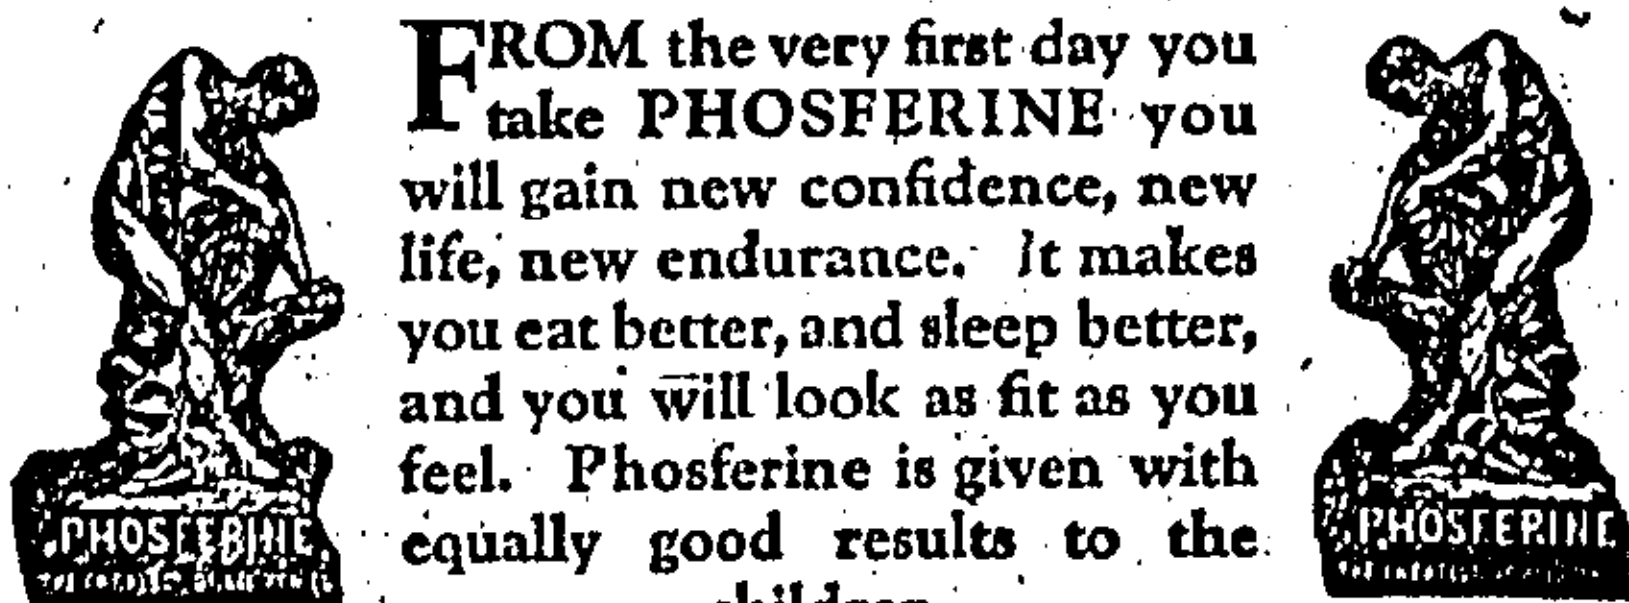 FROM the very first day you
take PHOSFERINE you
will gain new confidence, new
life, new endurance. It makes
you eat better, and sleep better,
and you will look as fit as you
feel. Phosferine is given with
equally good results to the
children.
PHOSFERINE
PHOSFERINE